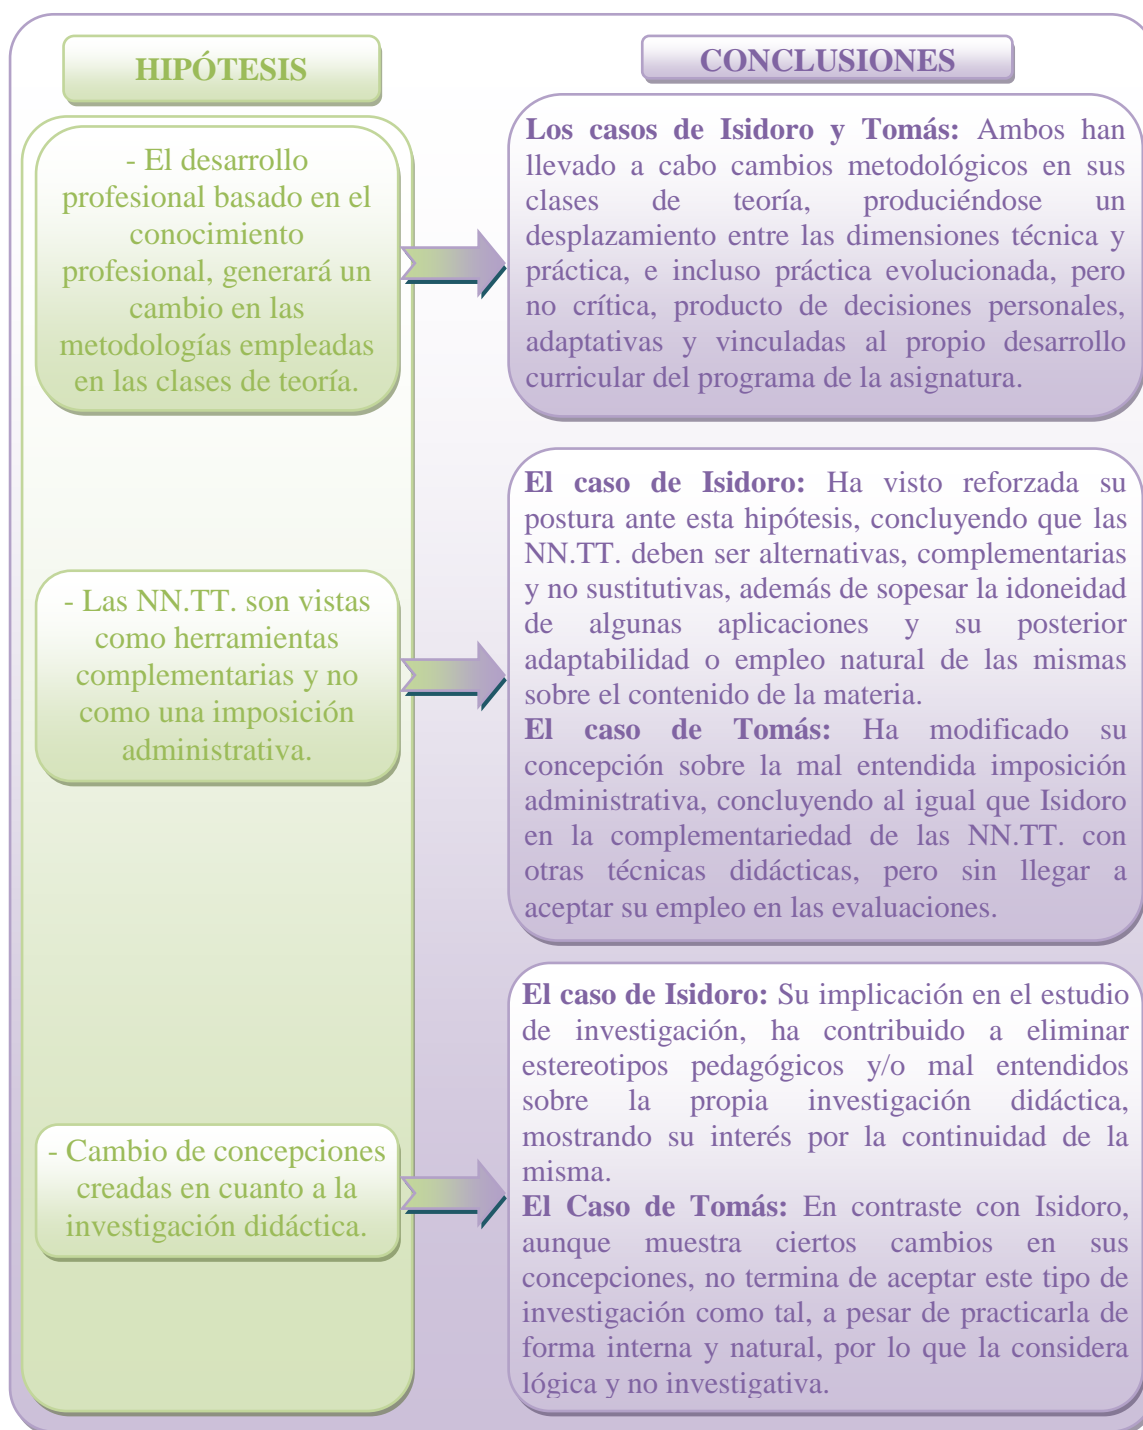 HIPÓTESIS
- El desarrollo
profesional basado en el
conocimiento
profesional, generará un
cambio en las
metodologías empleadas
en las clases de teoría.
- Las NN.TT. son vistas
como herramientas
complementarias y no
como una imposición
administrativa.
- Cambio de concepciones
creadas en cuanto a la
investigación didáctica.
CONCLUSIONES
Los casos de Isidoro y Tomás: Ambos han
llevado a cabo cambios metodológicos en sus
clases de teoría, produciéndose un
desplazamiento entre las dimensiones técnica y
práctica, e incluso práctica evolucionada, pero
no crítica, producto de decisiones personales,
adaptativas y vinculadas al propio desarrollo
curricular del programa de la asignatura.
El caso de Isidoro: Ha visto reforzada su
postura ante esta hipótesis, concluyendo que las
NN.TT. deben ser alternativas, complementarias
y no sustitutivas, además de sopesar la idoneidad
de algunas aplicaciones y su posterior
adaptabilidad o empleo natural de las mismas
sobre el contenido de la materia.
El caso de Tomás: Ha modificado su
concepción sobre la mal entendida imposición
administrativa, concluyendo al igual que Isidoro
en la complementariedad de las NN.TT. con
otras técnicas didácticas, pero sin llegar a
aceptar su empleo en las evaluaciones.
El caso de Isidoro: Su implicación en el estudio
de investigación, ha contribuido a eliminar
estereotipos pedagógicos y/o mal entendidos
sobre la propia investigación didáctica,
mostrando su interés por la continuidad de la
misma.
El Caso de Tomás: En contraste con Isidoro,
aunque muestra ciertos cambios en sus
concepciones, no termina de aceptar este tipo de
investigación como tal, a pesar de practicarla de
forma interna y natural, por lo que la considera
lógica y no investigativa.